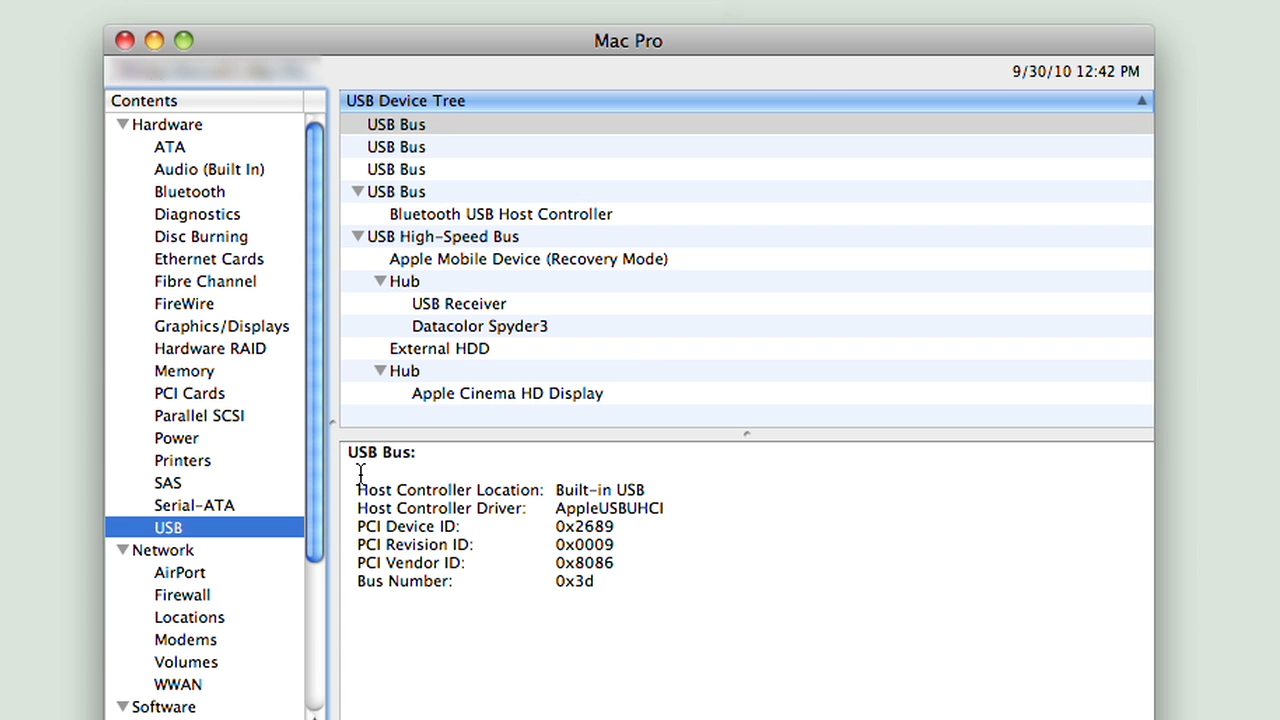 Mac Pro
9/30/10 12:42 PM
Contents
Hardware
ATA
Audio (Built In)
Bluetooth
Diagnostics
Disc Burning
Ethernet Cards
Fibre Channel
FireWire
Graphics/Displays
Hardware RAID
Memory
PCI Cards
Parallel SCSI
Power
Printers
SAS
Serial-ATA
USB
Network
AirPort
Firewall
Locations
Modems
Volumes
WWAN
Software
USB Device Tree
USB Bus
USB Bus
USB Bus
USB Bus
Bluetooth USB Host Controller
USB High-Speed Bus
Apple Mobile Device (Recovery Mode)
Hub
USB Receiver
Datacolor Spyder3
External HDD
Hub
Apple Cinema HD Display
USB Bus:
Host Controller Location: Built-in USB
Host Controller Driver: AppleUSBUHCI
PCI Device ID: 0x2689
PCI Revision ID: 0x0009
PCI Vendor ID: 0x8086
Bus Number: 0x3d